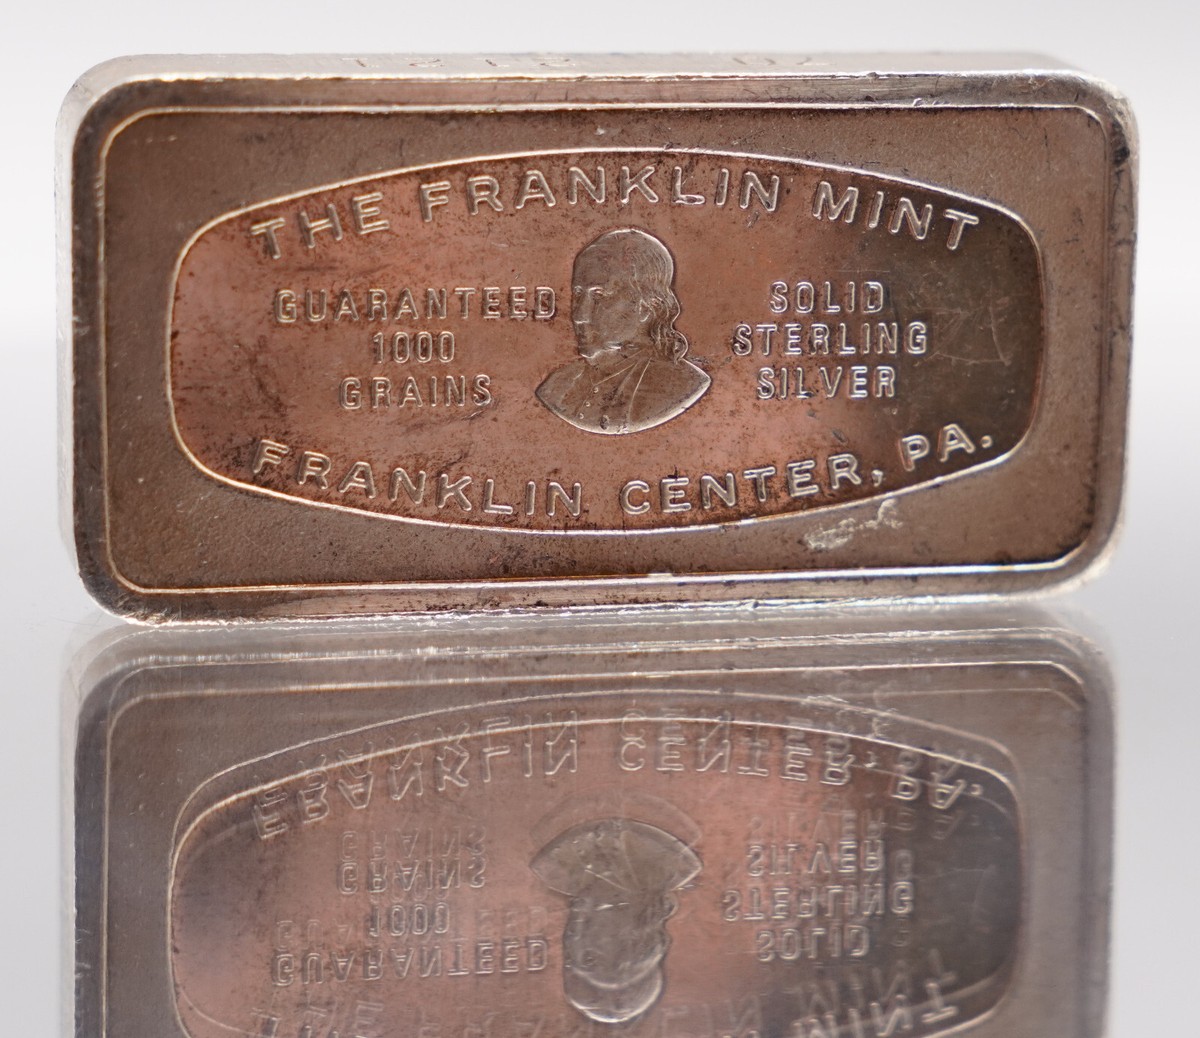 THE FRANKLIN MINT
GUARANTEED
1000
GRAINS
SOLID
STERLING
SILVER
FRANKLIN CENTER, PA.